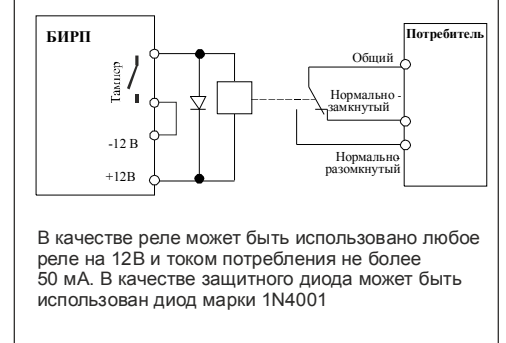 БИРП
Потребитель
Общий
Тампер
Нормально -
замкнутый
-12 В
Нормально
разомкнутый
+12В
В качестве реле может быть использовано любое
реле на 12В и током потребления не более
50 мА. В качестве защитного диода может быть
использован диод марки 1N4001